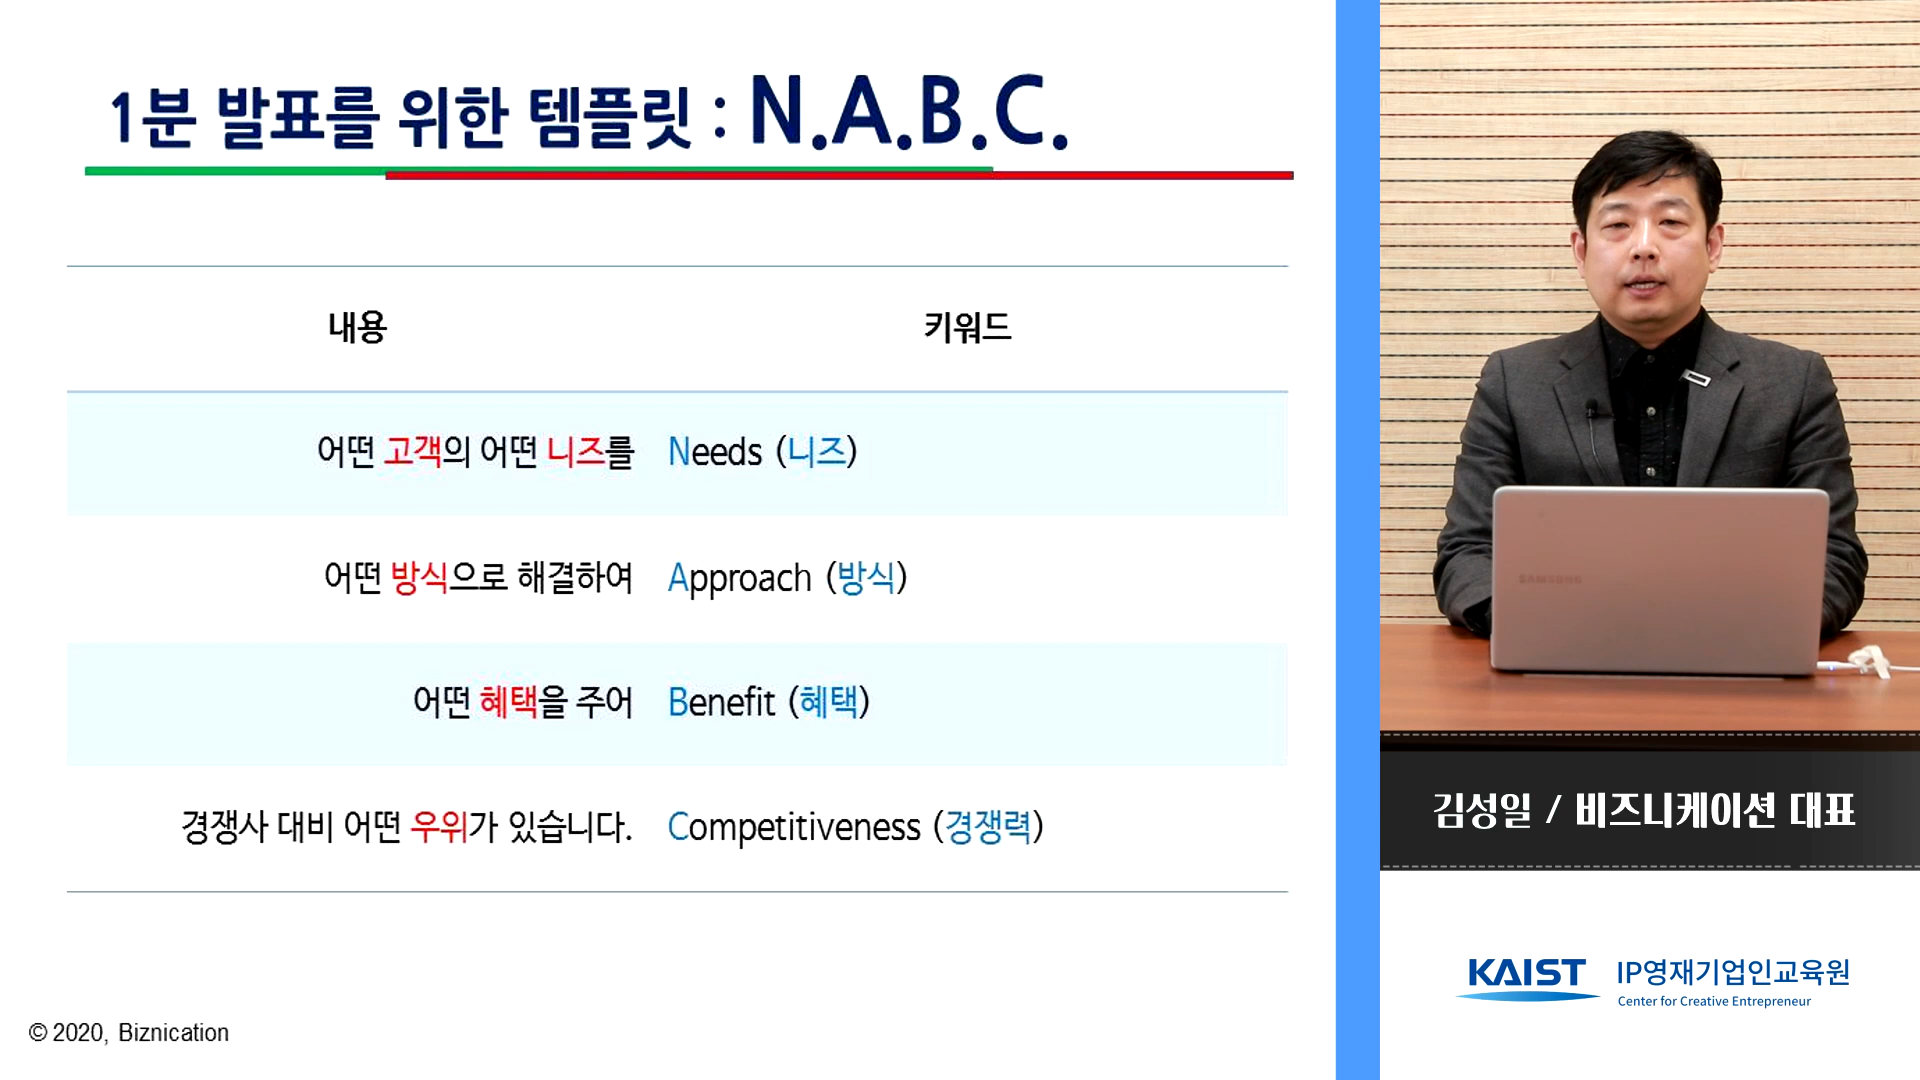 1분 발표를 위한 템플릿 : N.A.B.C.
내용 키워드
어떤 고객의 어떤 니즈를 Needs (니즈)
어떤 방식으로 해결하여 Approach (방식)
어떤 혜택을 주어 Benefit (혜택)
경쟁사 대비 어떤 우위가 있습니다. Competitiveness (경쟁력)
© 2020, Biznication
SAMSUNG
김성일 / 비즈니케이션 대표
KAIST IP영재기업인교육원
Center for Creative Entrepreneur